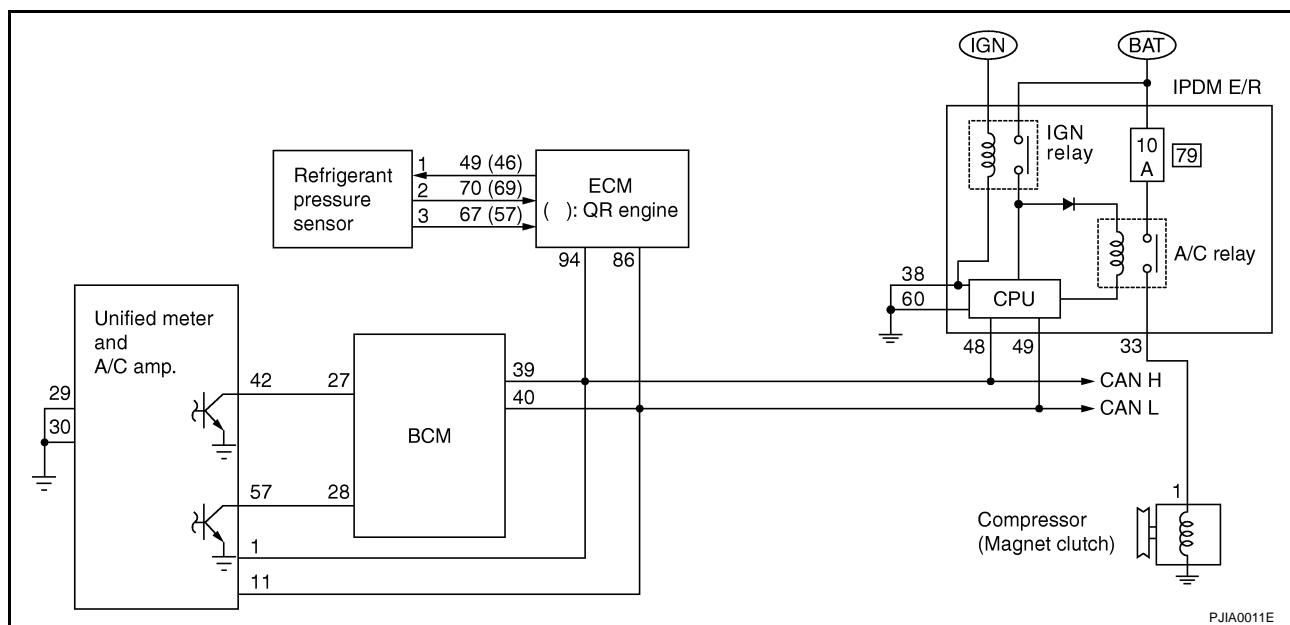 IGN
BAT
IPDM E/R
IGN
relay
10
A
79
Refrigerant
pressure
sensor
1
49 (46)
2
70 (69)
3
67 (57)
ECM
( ): QR engine
94
86
A/C relay
38
60
CPU
48
49
33
Unified meter
and
A/C amp.
29
30
42
27
57
28
BCM
39
40
CAN H
CAN L
1
11
Compressor
(Magnet clutch)
1
PJIA0011E